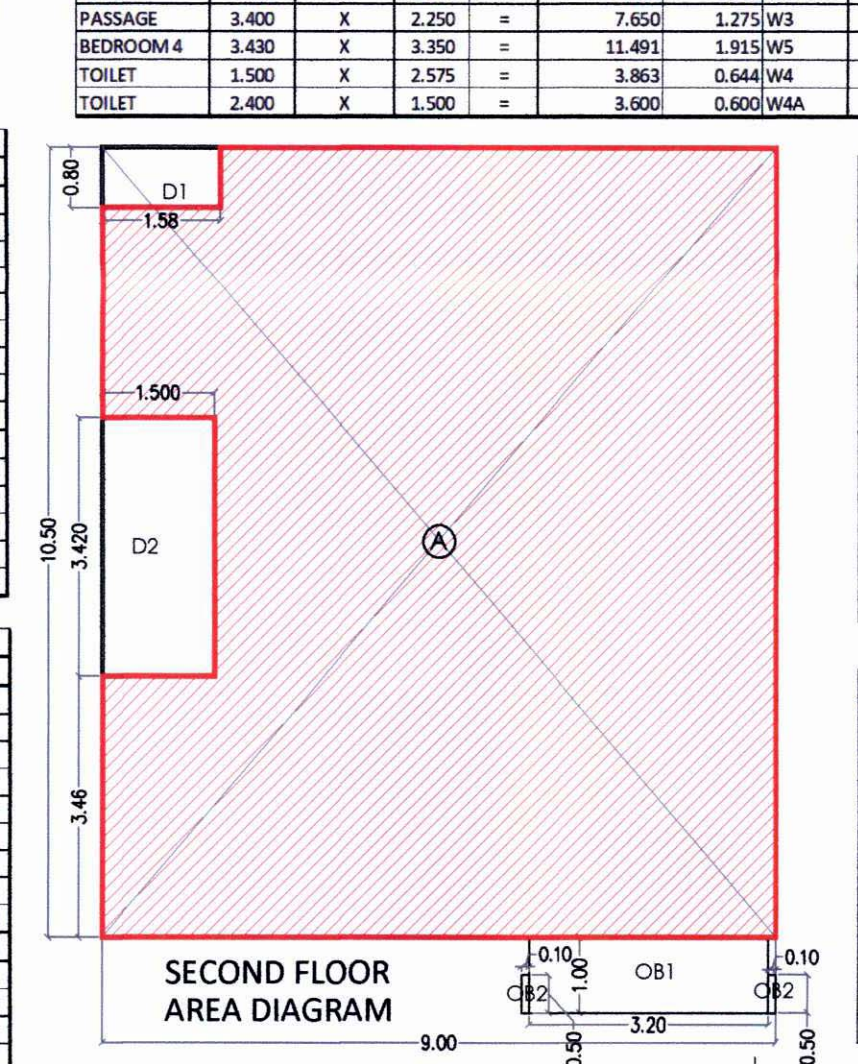 PASSAGE 3.400 X 2.250 = 7.650 1.275 W3
BEDROOM 4 3.430 X 3.350 = 11.491 1.915 W5
TOILET 1.500 X 2.575 = 3.863 0.644 W4
TOILET 2.400 X 1.500 = 3.600 0.600 W4A
0.80
D1
1.58
1.500
10.50
3.420
D2
A
3.46
SECOND FLOOR
AREA DIAGRAM
0.10
1.00
OB1
0.10
OB2
OB2
3.20
0.50
0.50
9.00